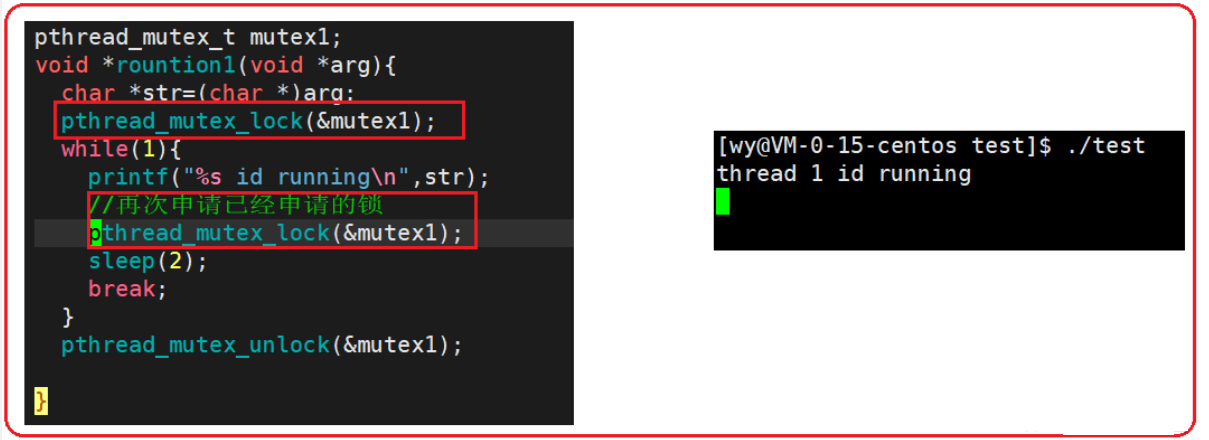 pthread_mutex_t mutex1;
void *rountion1(void *arg){
  char *str=(char *)arg;
  pthread_mutex_lock(&mutex1);
  while(1){
    printf("%s id running\n",str);
    //再次申请已经申请的锁
    pthread_mutex_lock(&mutex1);
    sleep(2);
    break;
  }
  pthread_mutex_unlock(&mutex1);
}
[wy@VM-0-15-centos test]$ ./test
thread 1 id running